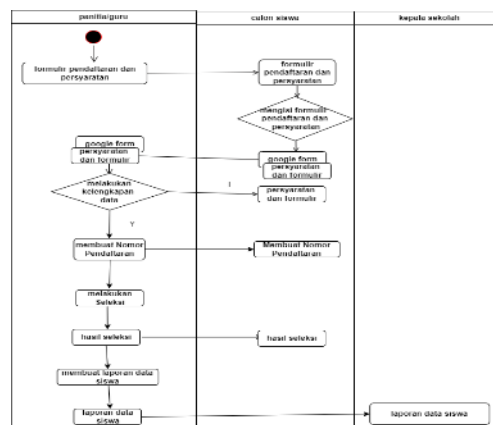 panitia/guru
calon siswa
kepala sekolah
formulir pendaftaran dan
persyaratan
formulir
pendaftaran dan
persyaratan
mengisi formulir
pendaftaran dan
persyaratan
google form
persyaratan
dan formulir
google form
persyaratan
dan formulir
melakukan
kelengkapan
data
persyaratan
dan formulir
Y
membuat Nomor
Pendaftaran
Membuat Nomor
Pendaftaran
melakukan
Seleksi
hasil seleksi
hasil seleksi
membuat laporan data
siswa
laporan data
siswa
laporan data siswa